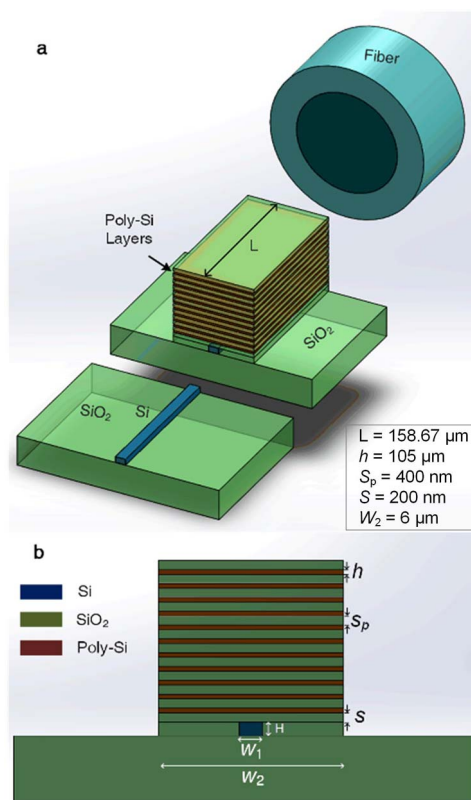 a
Fiber
Poly-Si
Layers
L
SiO₂
SiO₂ Si
L = 158.67 µm
h = 105 µm
Sₚ = 400 nm
S = 200 nm
W₂ = 6 µm
b
Si
SiO₂
Poly-Si
h
sₚ
s
H
w₁
w₂